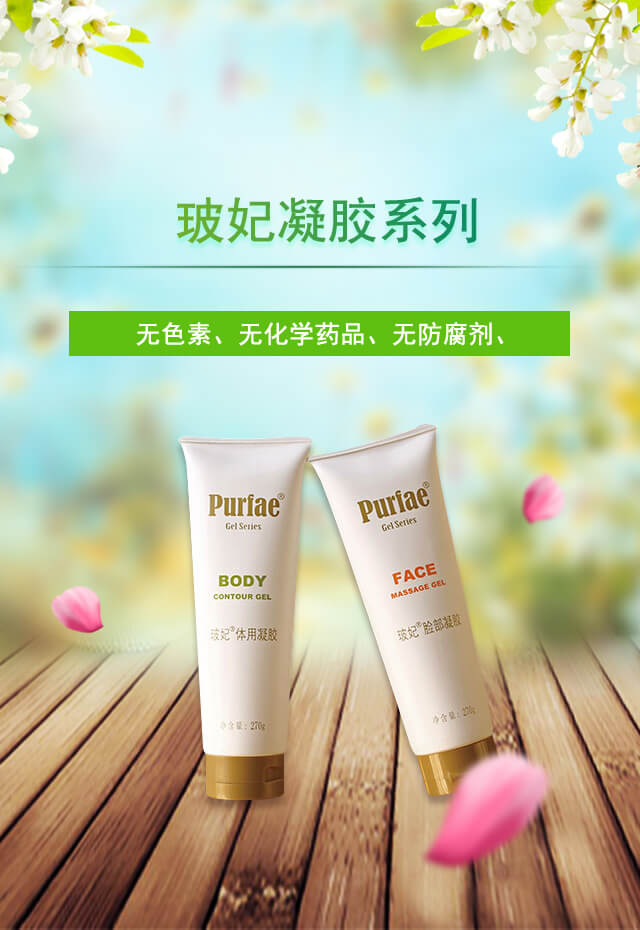 玻妃凝胶系列
无色素、无化学药品、无防腐剂、
Purfae®
Gel Series
BODY
CONTOUR GEL
玻妃®体用凝胶
净含量：270g
Purfae®
Gel Series
FACE
MASSAGE GEL
玻妃®脸部凝胶
净含量：270g